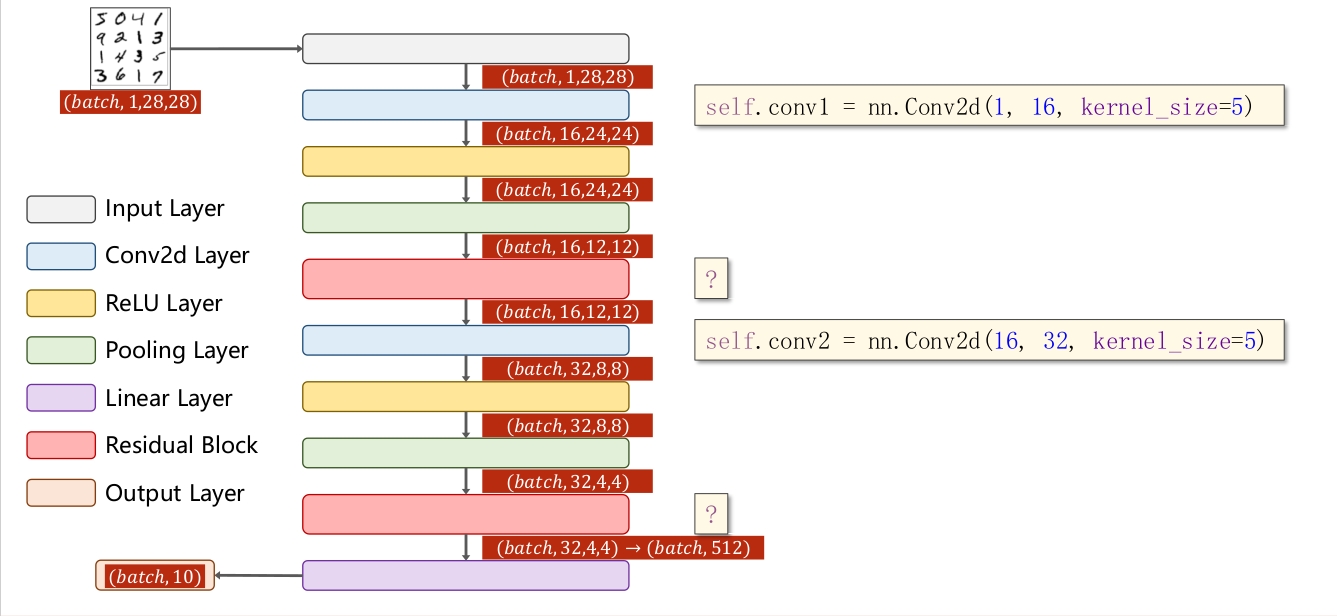 5 0 4 1
9 2 1 3
1 4 3 5
3 6 1 7
(batch, 1,28,28)
(batch, 1,28,28)
self.conv1 = nn.Conv2d(1, 16, kernel_size=5)
(batch, 16,24,24)
(batch, 16,24,24)
(batch, 16,12,12)
?
(batch, 16,12,12)
self.conv2 = nn.Conv2d(16, 32, kernel_size=5)
(batch, 32,8,8)
(batch, 32,8,8)
(batch, 32,4,4)
?
(batch, 32,4,4) → (batch, 512)
(batch, 10)
Input Layer
Conv2d Layer
ReLU Layer
Pooling Layer
Linear Layer
Residual Block
Output Layer